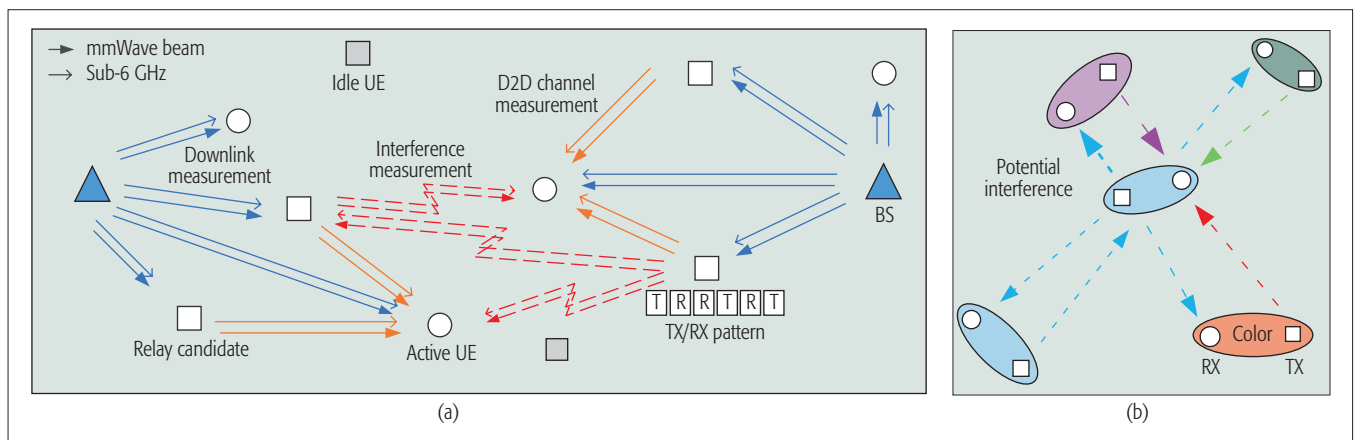 mmWave beam
Sub-6 GHz
Idle UE
D2D channel
measurement
Downlink
measurement
Interference
measurement
BS
T R R T R T
TX/RX pattern
Relay candidate
Active UE
(a)
Potential
interference
Color
RX
TX
(b)